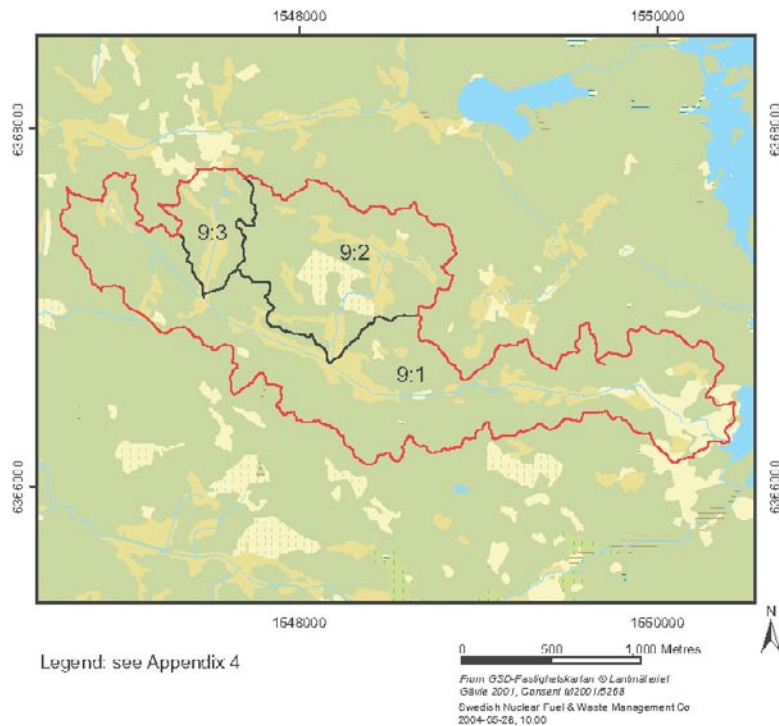 1548000 1550000
6368000 6368000
9:3
9:2
9:1
6366000 6366000
1548000 1550000
N
Legend: see Appendix 4
0 500 1,000 Metres
From GSD-Fastighetskartan © Lantmäteriet
Gävle 2001, Consent M2001/5268
Swedish Nuclear Fuel & Waste Management Co
2004-05-28, 10.00